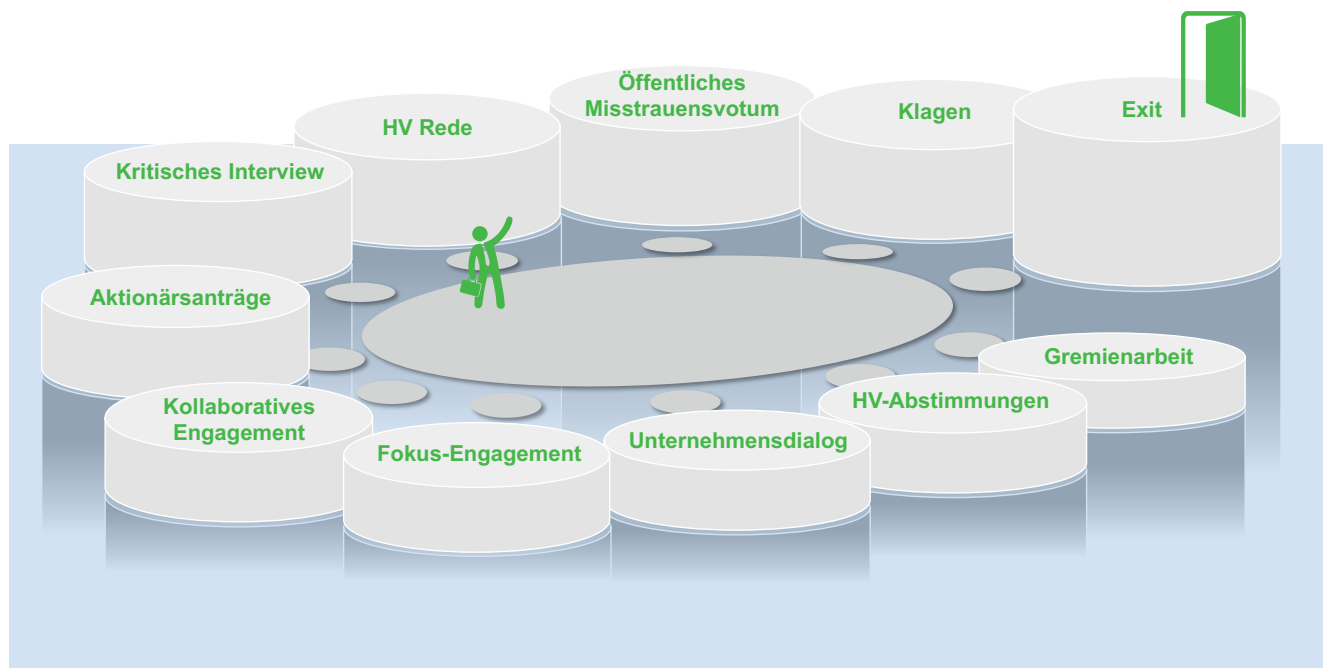 Öffentliches
Misstrauensvotum
Klagen
Exit
HV Rede
Kritisches Interview
Aktionärsanträge
Gremienarbeit
HV-Abstimmungen
Kollaboratives
Engagement
Fokus-Engagement
Unternehmensdialog